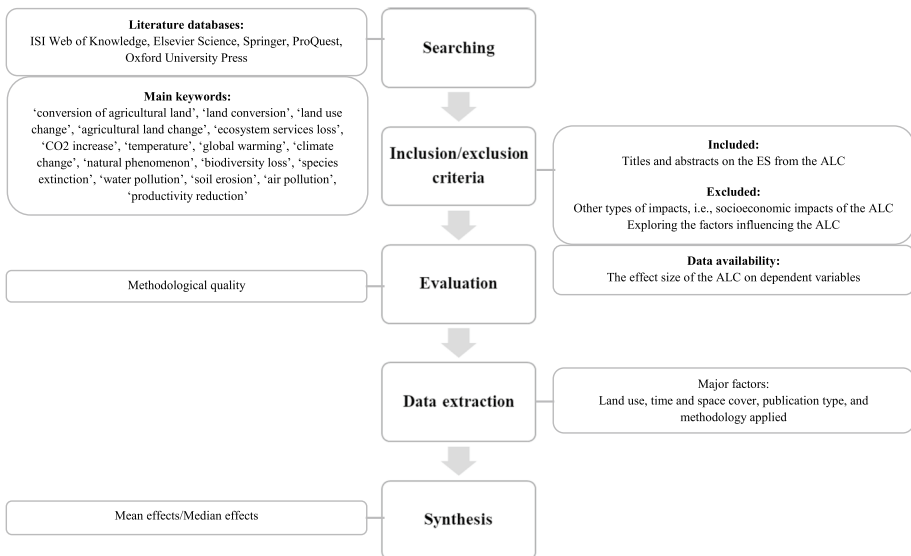 Literature databases:
ISI Web of Knowledge, Elsevier Science, Springer, ProQuest,
Oxford University Press
Searching
Main keywords:
‘conversion of agricultural land’, ‘land conversion’, ‘land use
change’, ‘agricultural land change’, ‘ecosystem services loss’,
‘CO2 increase’, ‘temperature’, ‘global warming’, ‘climate
change’, ‘natural phenomenon’, ‘biodiversity loss’, ‘species
extinction’, ‘water pollution’, ‘soil erosion’, ‘air pollution’,
‘productivity reduction’
Inclusion/exclusion
criteria
Included:
Titles and abstracts on the ES from the ALC
Excluded:
Other types of impacts, i.e., socioeconomic impacts of the ALC
Exploring the factors influencing the ALC
Data availability:
The effect size of the ALC on dependent variables
Methodological quality
Evaluation
Data extraction
Major factors:
Land use, time and space cover, publication type, and
methodology applied
Mean effects/Median effects
Synthesis